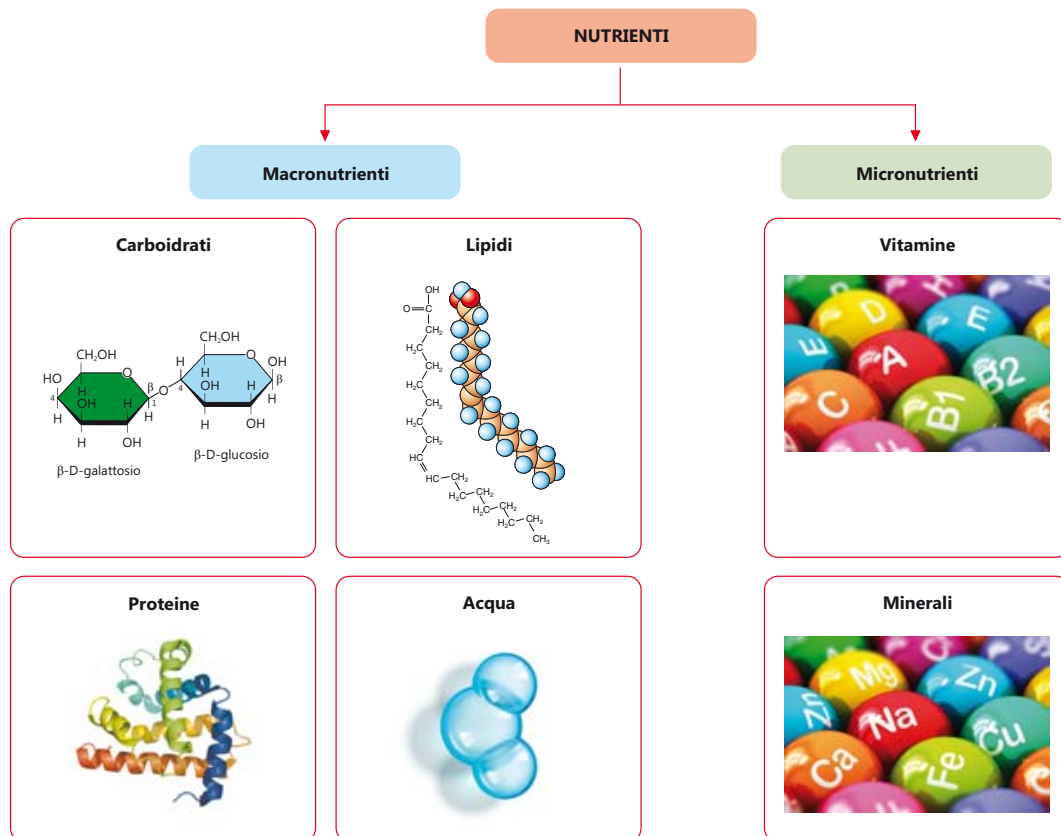 NUTRIENTI
Macronutrienti
Micronutrienti
Carboidrati
CH₂OH
O
HO
4
H
OH
H
H
β
1
H
H
OH
O
β-D-galattosio
CH₂OH
O
H
4
H
OH
H
H
H
OH
OH
β
H
β-D-glucosio
Lipidi
OH
O=C
CH₂
H₂C
CH₂
H₂C
CH₂
H₂C
CH₂
HC
HC
CH₂
H₂C
CH₂
H₂C
CH₂
H₂C
CH₂
CH₃
Vitamine
D
E
E
A
B2
C
B1
Proteine
Acqua
Minerali
Mg
Zn
Zn
Na
Cu
Ca
Fe